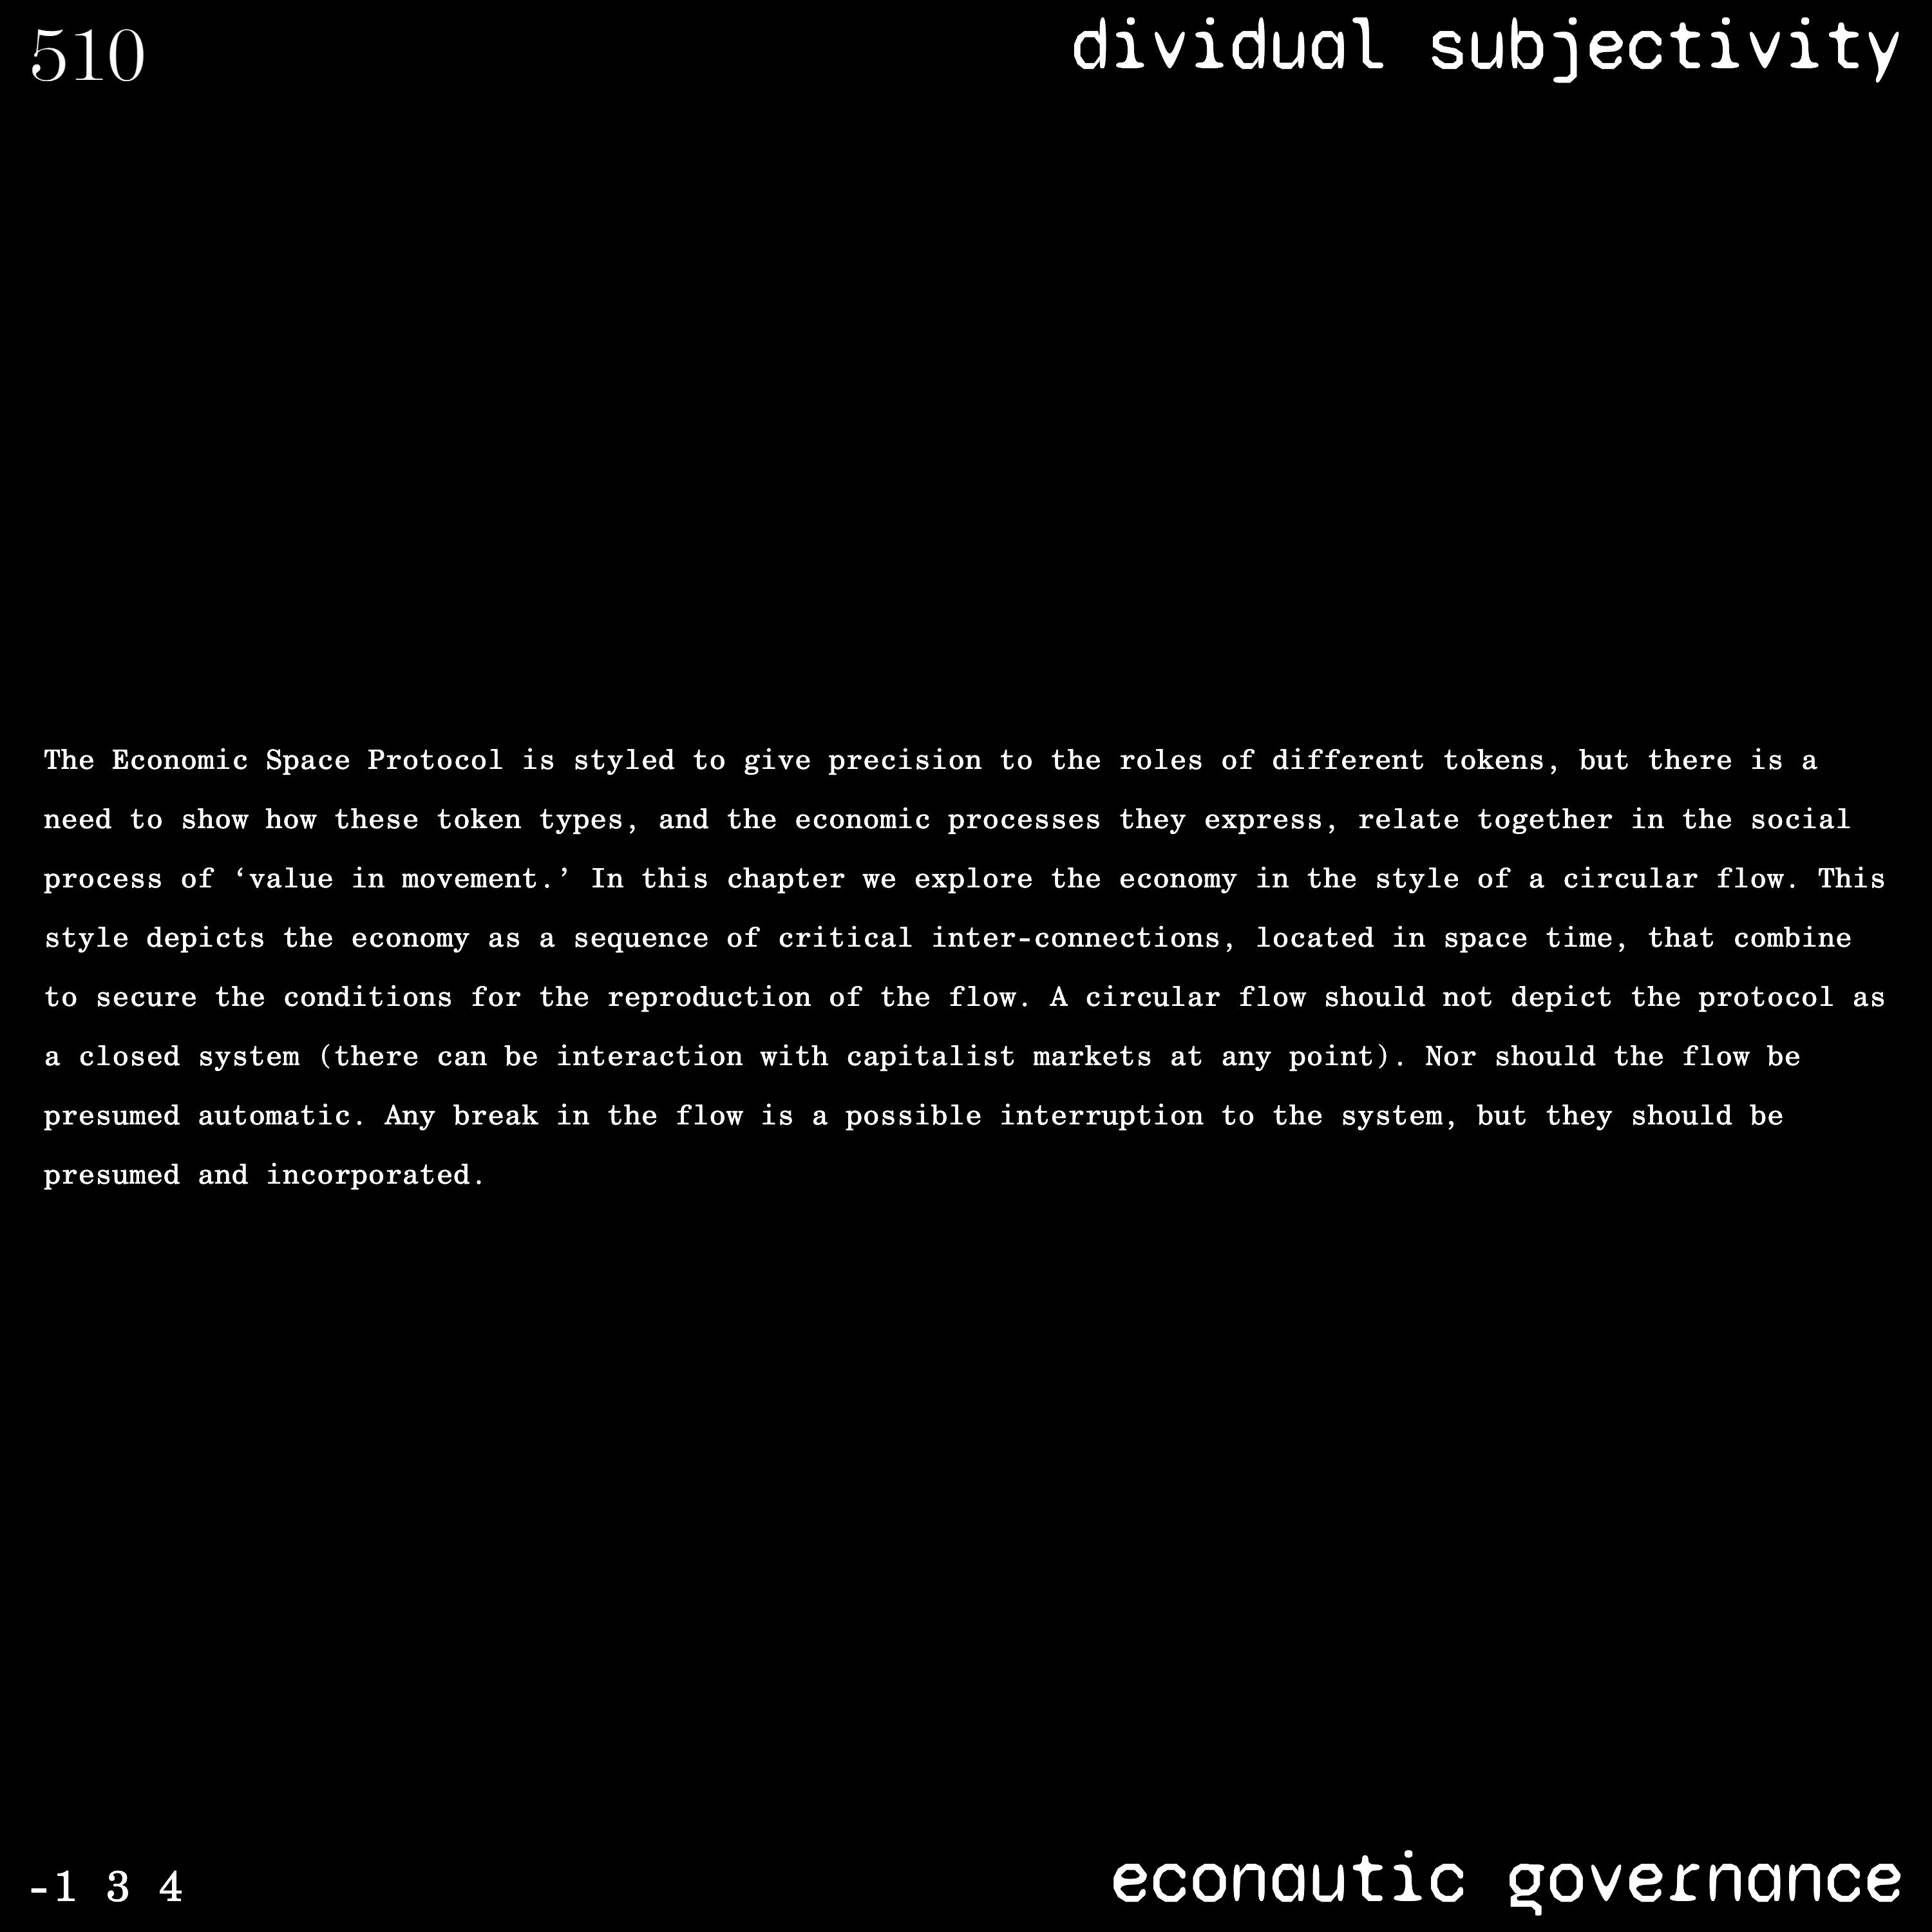 510
dividual subjectivity
The Economic Space Protocol is styled to give precision to the roles of different tokens, but there is a
need to show how these token types, and the economic processes they express, relate together in the social
process of ‘value in movement.’ In this chapter we explore the economy in the style of a circular flow. This
style depicts the economy as a sequence of critical inter-connections, located in space time, that combine
to secure the conditions for the reproduction of the flow. A circular flow should not depict the protocol as
a closed system (there can be interaction with capitalist markets at any point). Nor should the flow be
presumed automatic. Any break in the flow is a possible interruption to the system, but they should be
presumed and incorporated.
-1 3 4
econautic governance